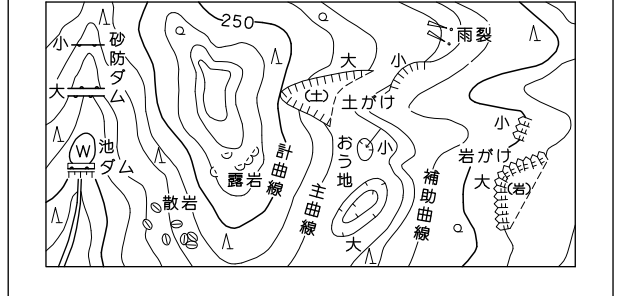 250
小
砂防ダム
大
W
池
ダム
散岩
露岩
計曲線
主曲線
大
小
(土)
土がけ
雨裂
おう地
小
大
補助曲線
小
岩がけ
大
(岩)